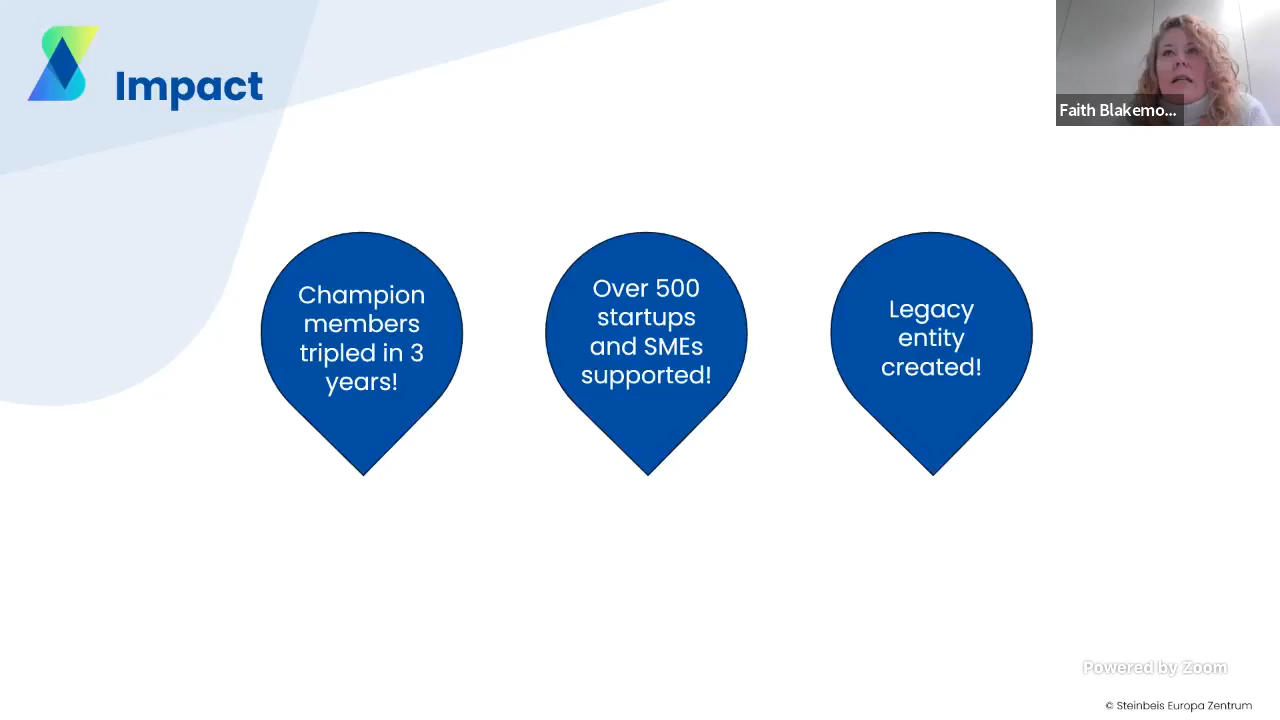 Impact
Faith Blakemo...
Champion
members
tripled in 3
years!
Over 500
startups
and SMEs
supported!
Legacy
entity
created!
Powered by Zoom
© Steinbeis Europa Zentrum